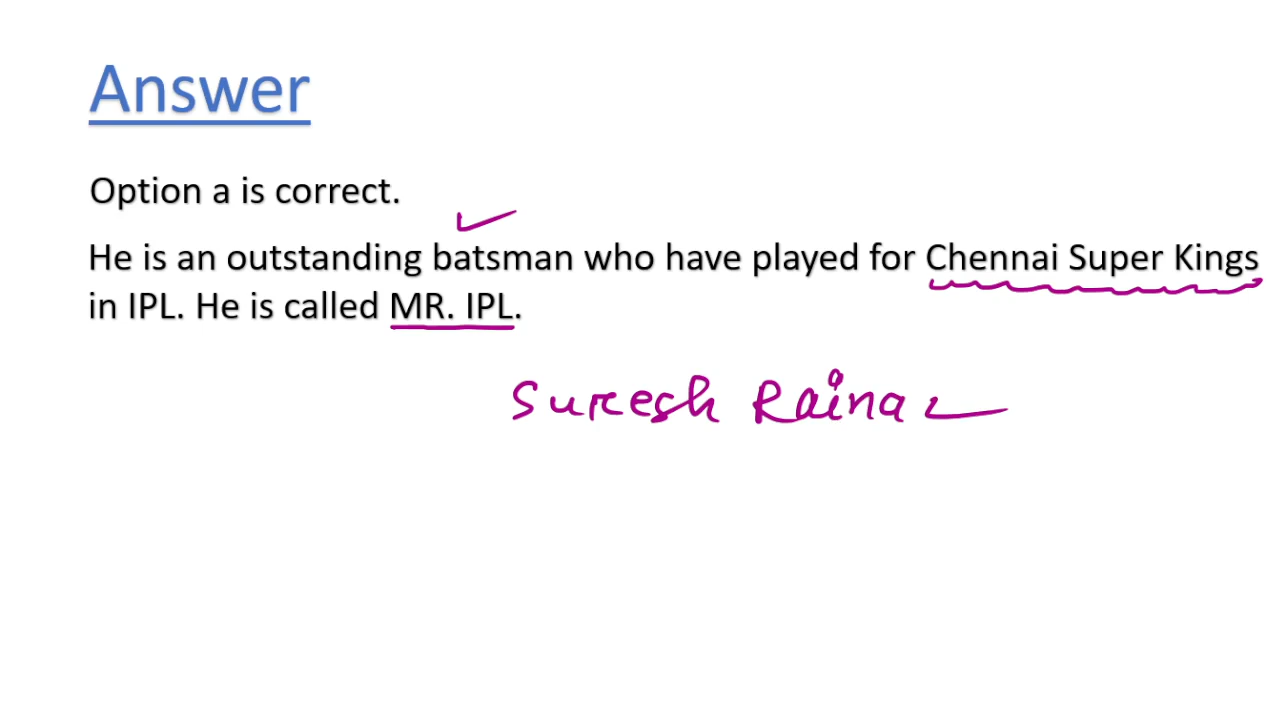 Answer
Option a is correct.
He is an outstanding batsman who have played for Chennai Super Kings
in IPL. He is called MR. IPL.
Suresh Raina